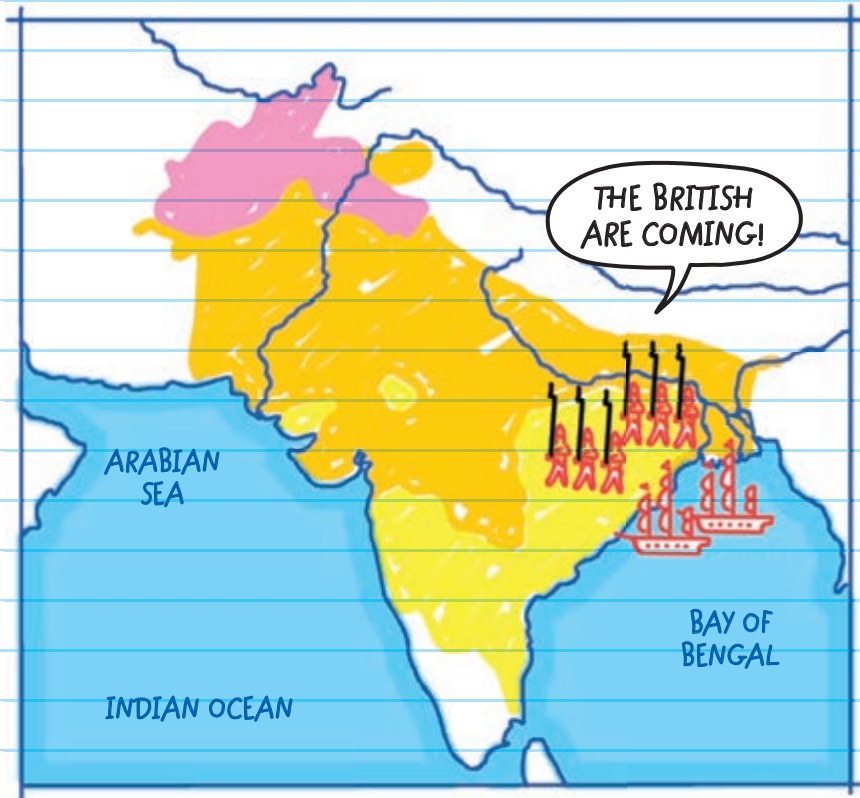 THE BRITISH
ARE COMING!
ARABIAN
SEA
BAY OF
BENGAL
INDIAN OCEAN